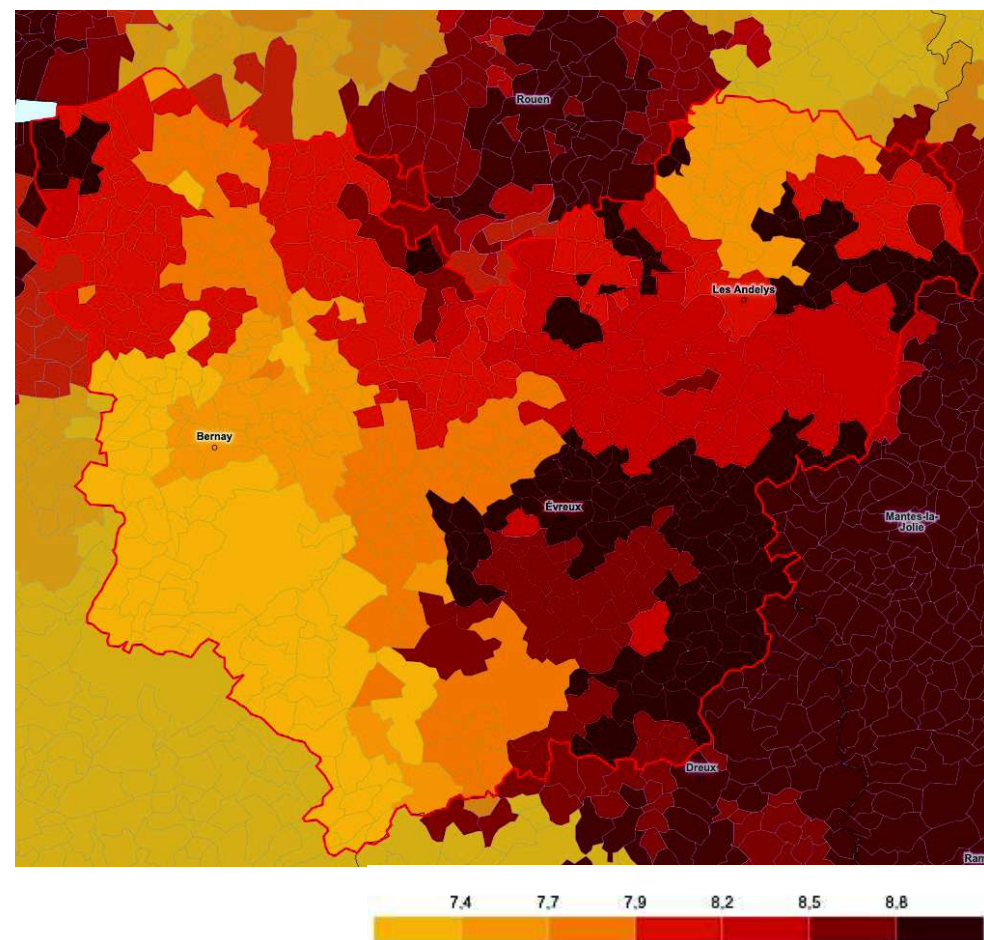 Rouen
Les Andelys
Bernay
Évreux
Mantes-la-
Jolie
Dreux
Ram
7,4 7,7 7,9 8,2 8,5 8,8